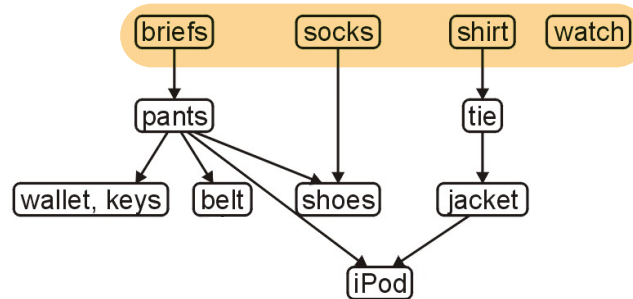 briefs
socks
shirt
watch
pants
tie
wallet, keys
belt
shoes
jacket
iPod